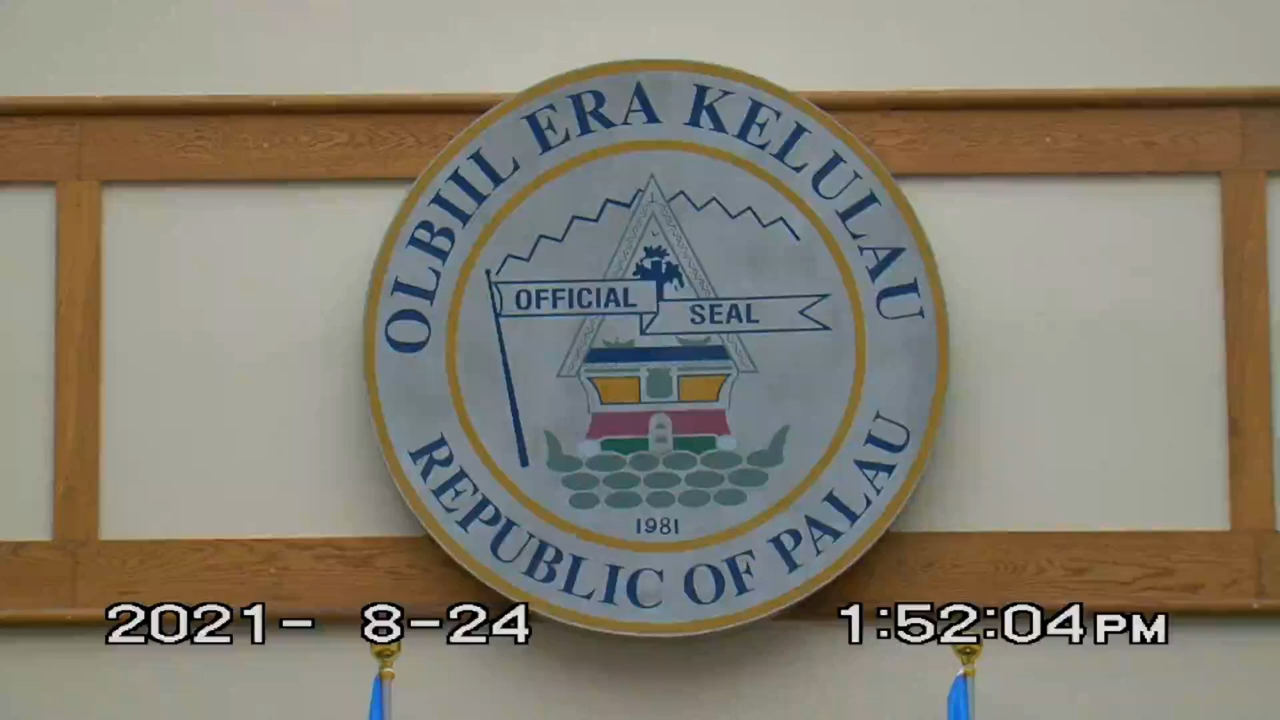 OLBIIL ERA KELULAU
OFFICIAL SEAL
1981
REPUBLIC OF PALAU
2021- 8-24 1:52:04PM